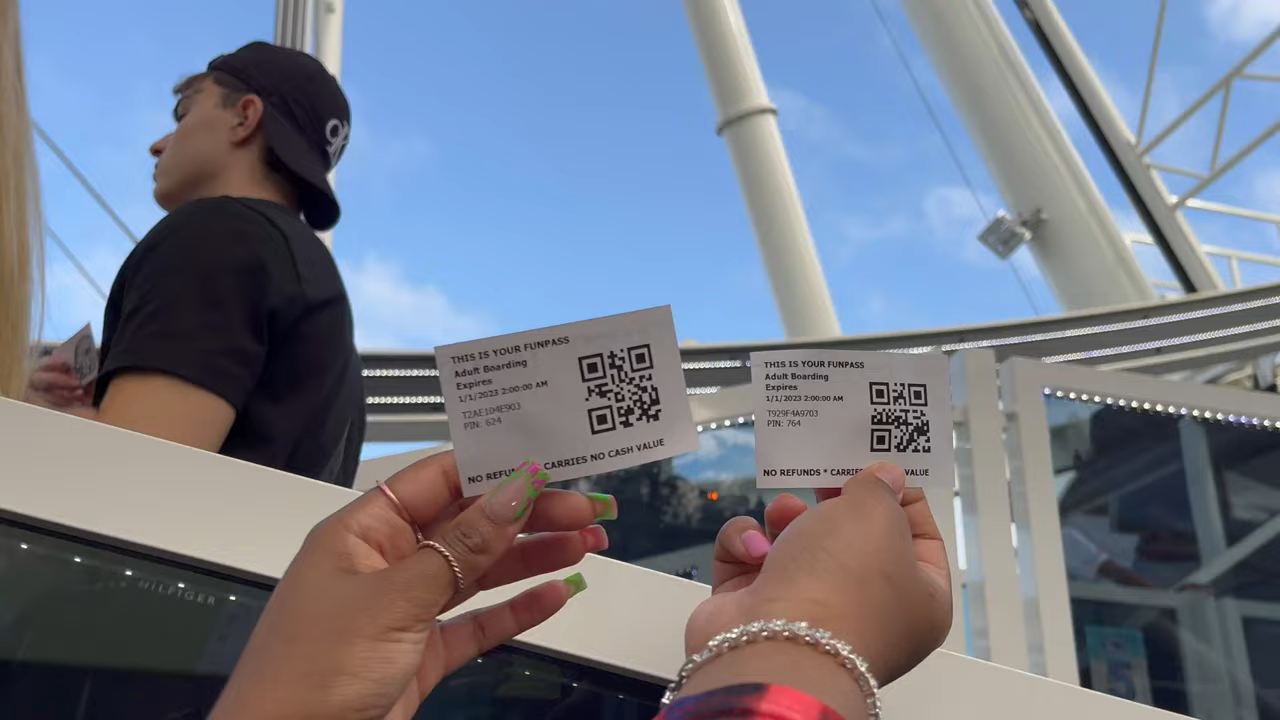 THIS IS YOUR FUNPASS
Adult Boarding
Expires
1/1/2023 2:00:00 AM
T2AE104E903
PIN: 624
NO REFUN CARRIES NO CASH VALUE
THIS IS YOUR FUNPASS
Adult Boarding
Expires
1/1/2023 2:00:00 AM
T929F4A9703
PIN: 764
NO REFUNDS * CARRIE VALUE
HILFIGER